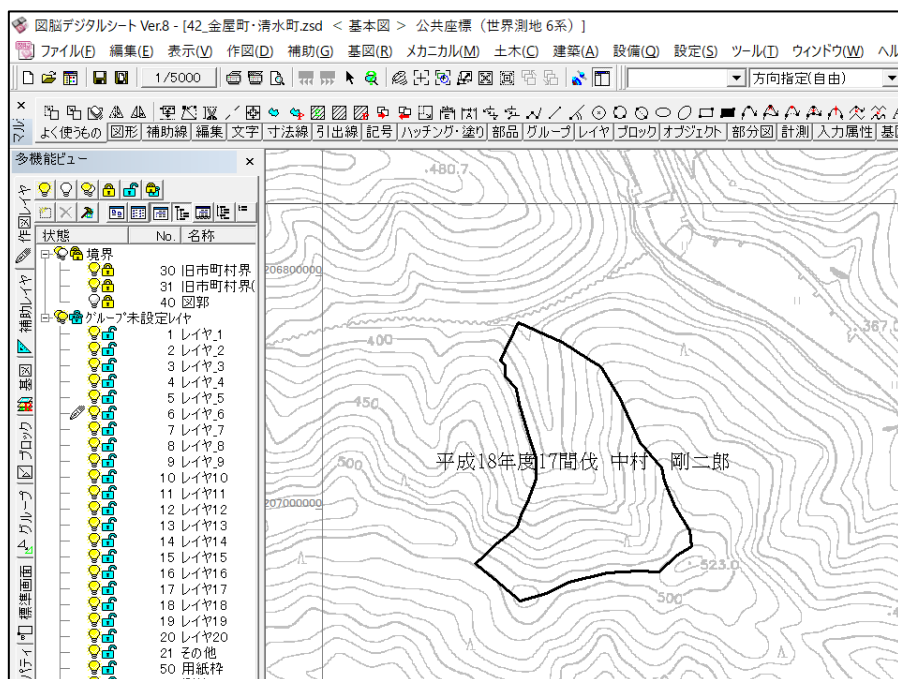 図脳デジタルシート Ver.8 - [42_金屋町・清水町.zsd < 基本図 > 公共座標（世界測地 6系）]
ファイル(F) 編集(E) 表示(V) 作図(D) 補助(G) 基図(R) メカニカル(M) 土木(C) 建築(A) 設備(Q) 設定(S) ツール(T) ウィンドウ(W) ヘル
1/5000 方向指定(自由)
よく使うもの 図形 補助線 編集 文字 寸法線 引出線 記号 ハッチング・塗り 部品 グループ レイヤ ブロック オブジェクト 部分図 計測 入力属性 基図
多機能ビュー
状態 No. 名称
境界
30 旧市町村界
31 旧市町村界(
40 図郭
グループ未設定レイヤ
1 レイヤ_1
2 レイヤ_2
3 レイヤ_3
4 レイヤ_4
5 レイヤ_5
6 レイヤ_6
7 レイヤ_7
8 レイヤ_8
9 レイヤ_9
10 レイヤ10
11 レイヤ11
12 レイヤ12
13 レイヤ13
14 レイヤ14
15 レイヤ15
16 レイヤ16
17 レイヤ17
18 レイヤ18
19 レイヤ19
20 レイヤ20
21 その他
50 用紙枠
作図レイヤ
補助レイヤ
基図
ブロック
グループ
標準画面
パティ
.480.7
206800000
.367.0
400
450
500
平成18年度17間伐 中村 剛二郎
207000000
523.0
500